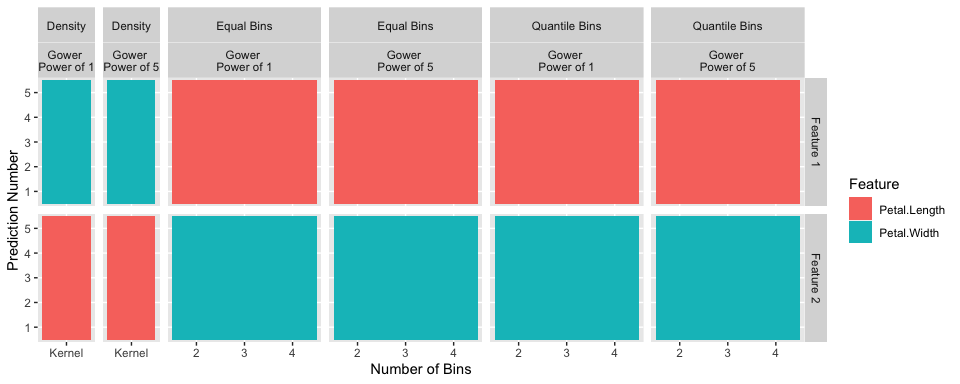 Density Density Equal Bins Equal Bins Quantile Bins Quantile Bins
Gower Gower Gower Gower Gower Gower
Power of 1 Power of 5 Power of 1 Power of 5 Power of 1 Power of 5
Prediction Number
5
4
3
2
1
Feature 1
5
4
3
2
1
Feature 2
Kernel Kernel 2 3 4 2 3 4 2 3 4 2 3 4
Number of Bins
Feature
Petal.Length
Petal.Width